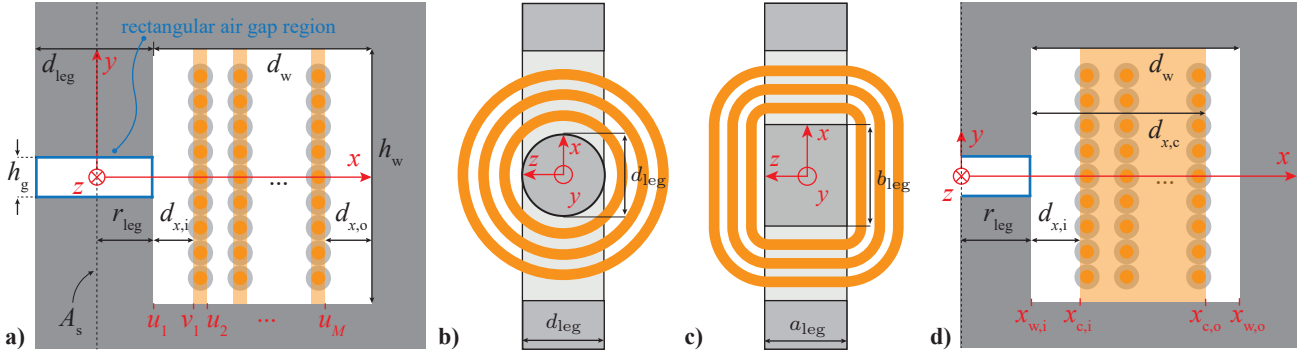 a)
rectangular air gap region
d_leg
y
d_w
h_g
z
x
h_w
...
r_leg
d_x,i
d_x,o
A_s
u_1 v_1 u_2 ... u_M
b)
x
z
y
d_leg
d_leg
c)
x
z
y
b_leg
a_leg
d)
d_w
d_x,c
y
x
z
...
r_leg
d_x,i
x_w,i x_c,i x_c,o x_w,o